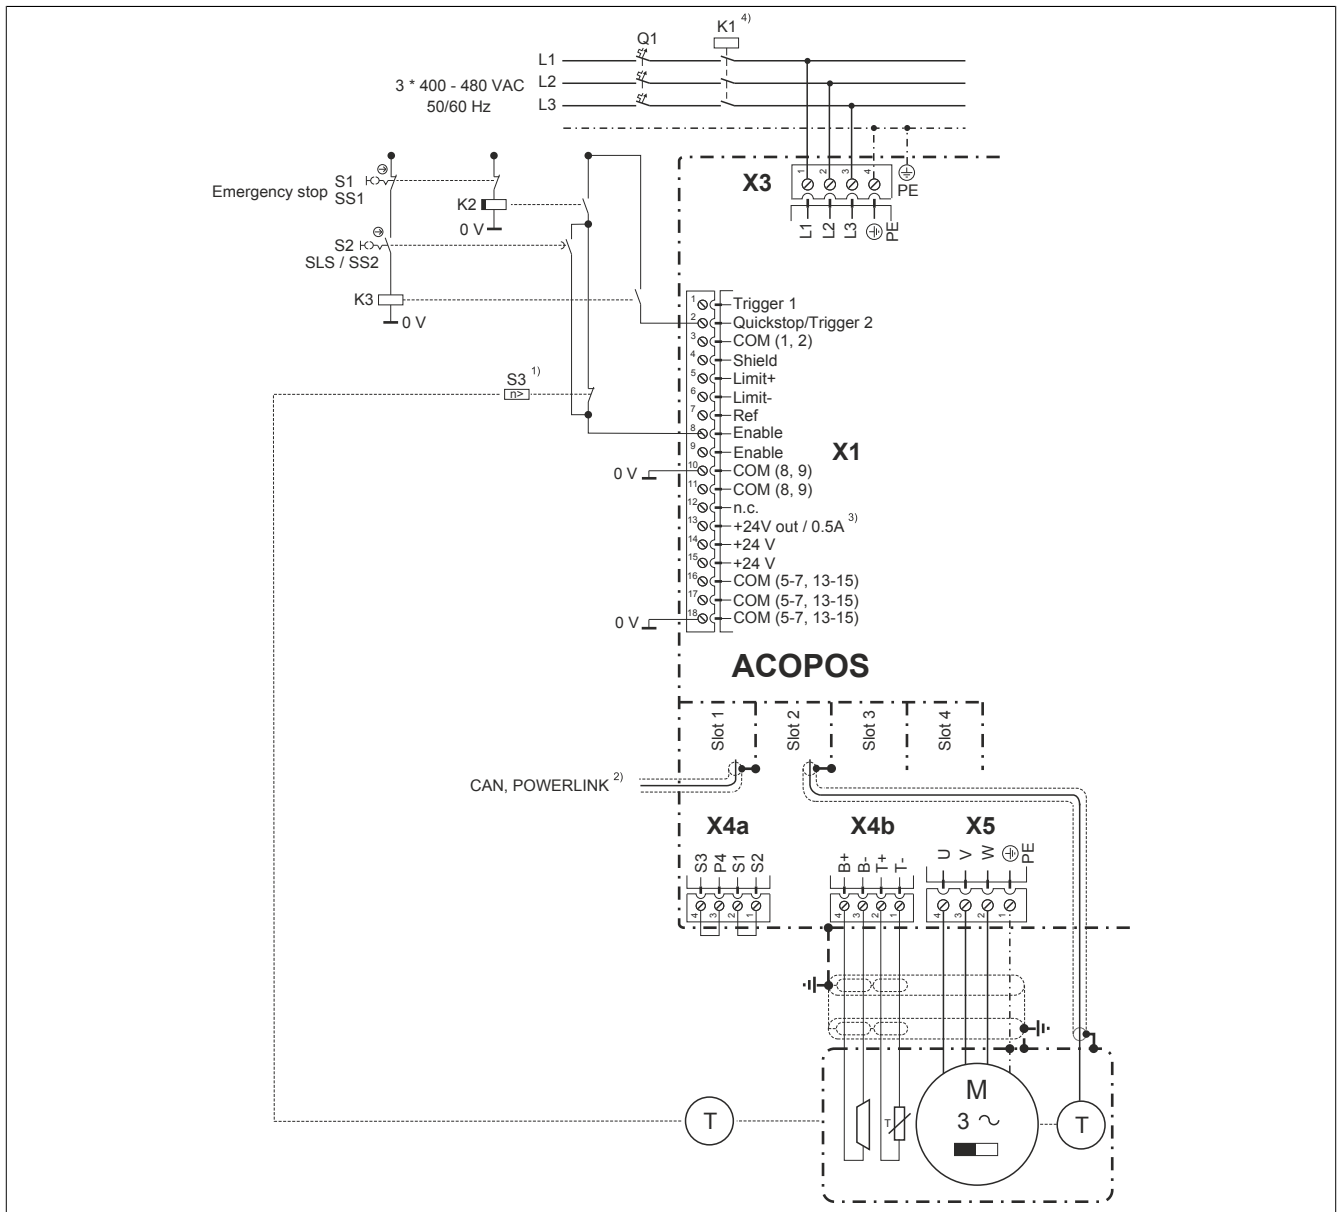 K1 4)
Q1
L1
3 * 400 - 480 VAC L2
50/60 Hz L3
X3
1 2 3 4
PE
L1 L2 L3 PE
Emergency stop S1
SS1
K2
0 V
S2
SLS / SS2
K3
0 V
S3 1)
n>
1 Trigger 1
2 Quickstop/Trigger 2
3 COM (1, 2)
4 Shield
5 Limit+
6 Limit-
7 Ref
8 Enable
9 Enable
X1
0 V 10 COM (8, 9)
11 COM (8, 9)
12 n.c.
13 +24V out / 0.5A 3)
14 +24 V
15 +24 V
16 COM (5-7, 13-15)
17 COM (5-7, 13-15)
0 V 18 COM (5-7, 13-15)
ACOPOS
Slot 1 Slot 2 Slot 3 Slot 4
CAN, POWERLINK 2)
X4a X4b X5
S3 P4 S1 S2 B+ B- T+ T- U V W PE
4 3 2 1 4 3 2 1 4 3 2 1
M
3 ~
T
T
T